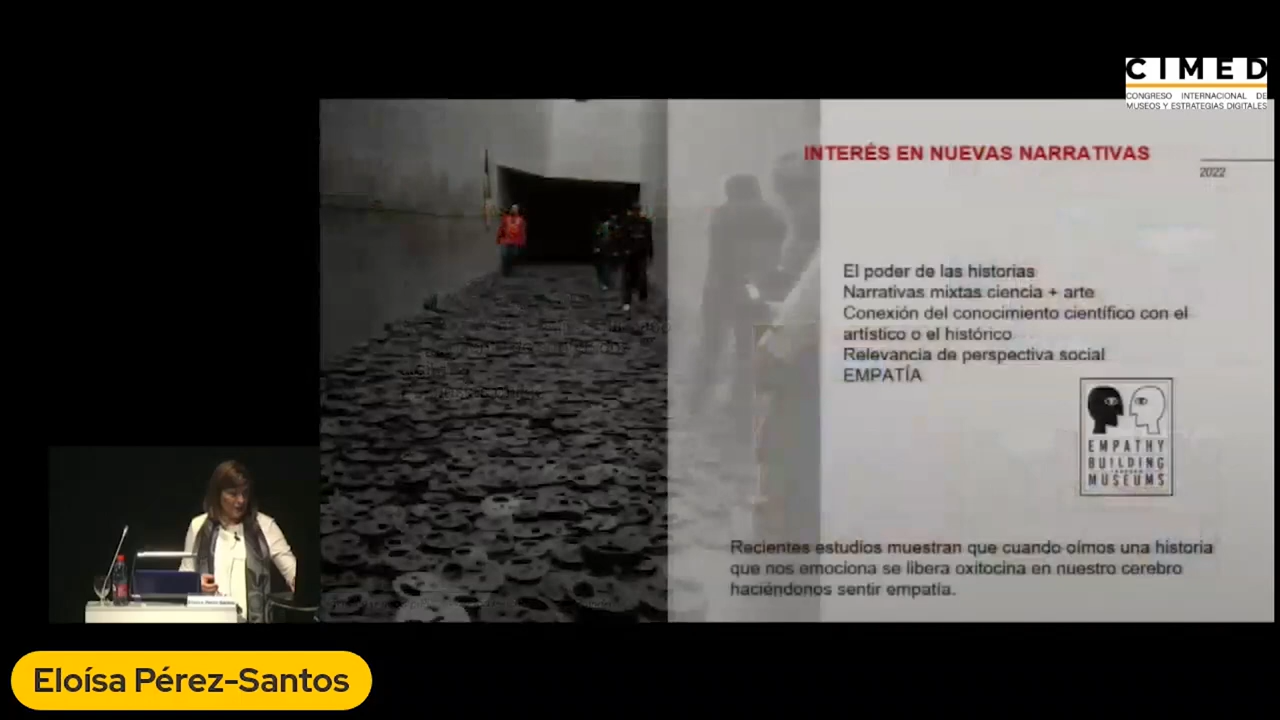 CIMED
CONGRESO INTERNACIONAL DE
MUSEOS Y ESTRATEGIAS DIGITALES
INTERÉS EN NUEVAS NARRATIVAS
2022
El poder de las historias
Narrativas mixtas ciencia + arte
Conexión del conocimiento científico con el
artístico o el histórico
Relevancia de perspectiva social
EMPATÍA
EMPATHY
BUILDING
MUSEUMS
Recientes estudios muestran que cuando oímos una historia
que nos emociona se libera oxitocina en nuestro cerebro
haciéndonos sentir empatía.
Eloísa Pérez-Santos